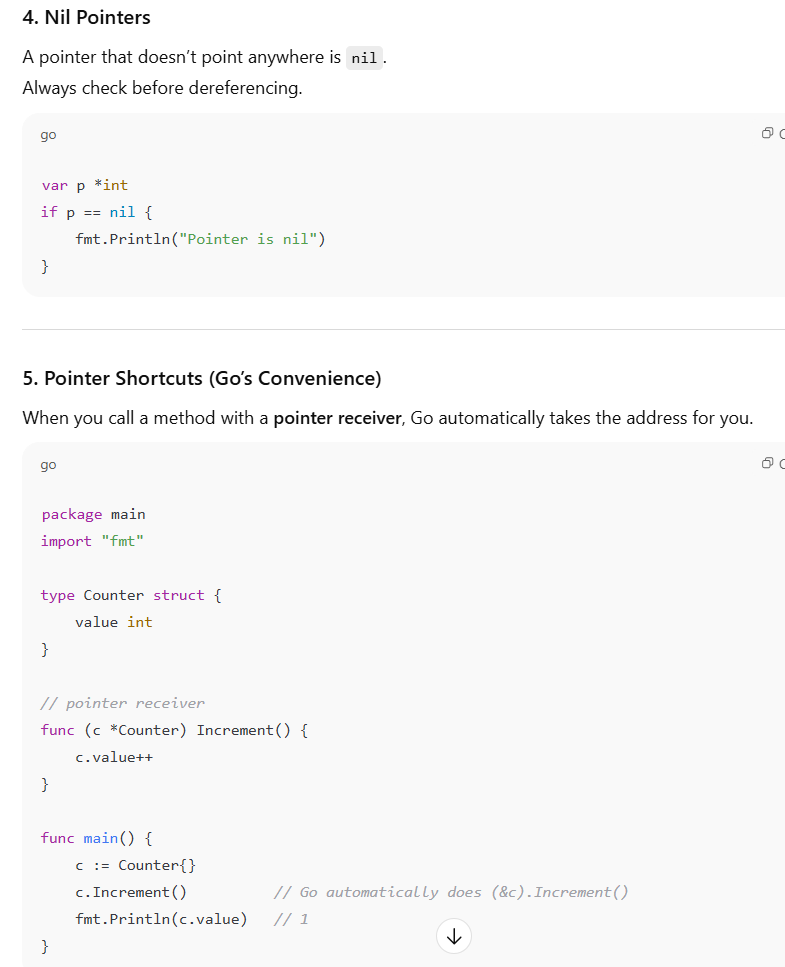 4. Nil Pointers
A pointer that doesn’t point anywhere is nil.
Always check before dereferencing.
go
var p *int
if p == nil {
    fmt.Println("Pointer is nil")
}
5. Pointer Shortcuts (Go’s Convenience)
When you call a method with a pointer receiver, Go automatically takes the address for you.
go
package main
import "fmt"
type Counter struct {
    value int
}
// pointer receiver
func (c *Counter) Increment() {
    c.value++
}
func main() {
    c := Counter{}
    c.Increment()          // Go automatically does (&c).Increment()
    fmt.Println(c.value)   // 1
}